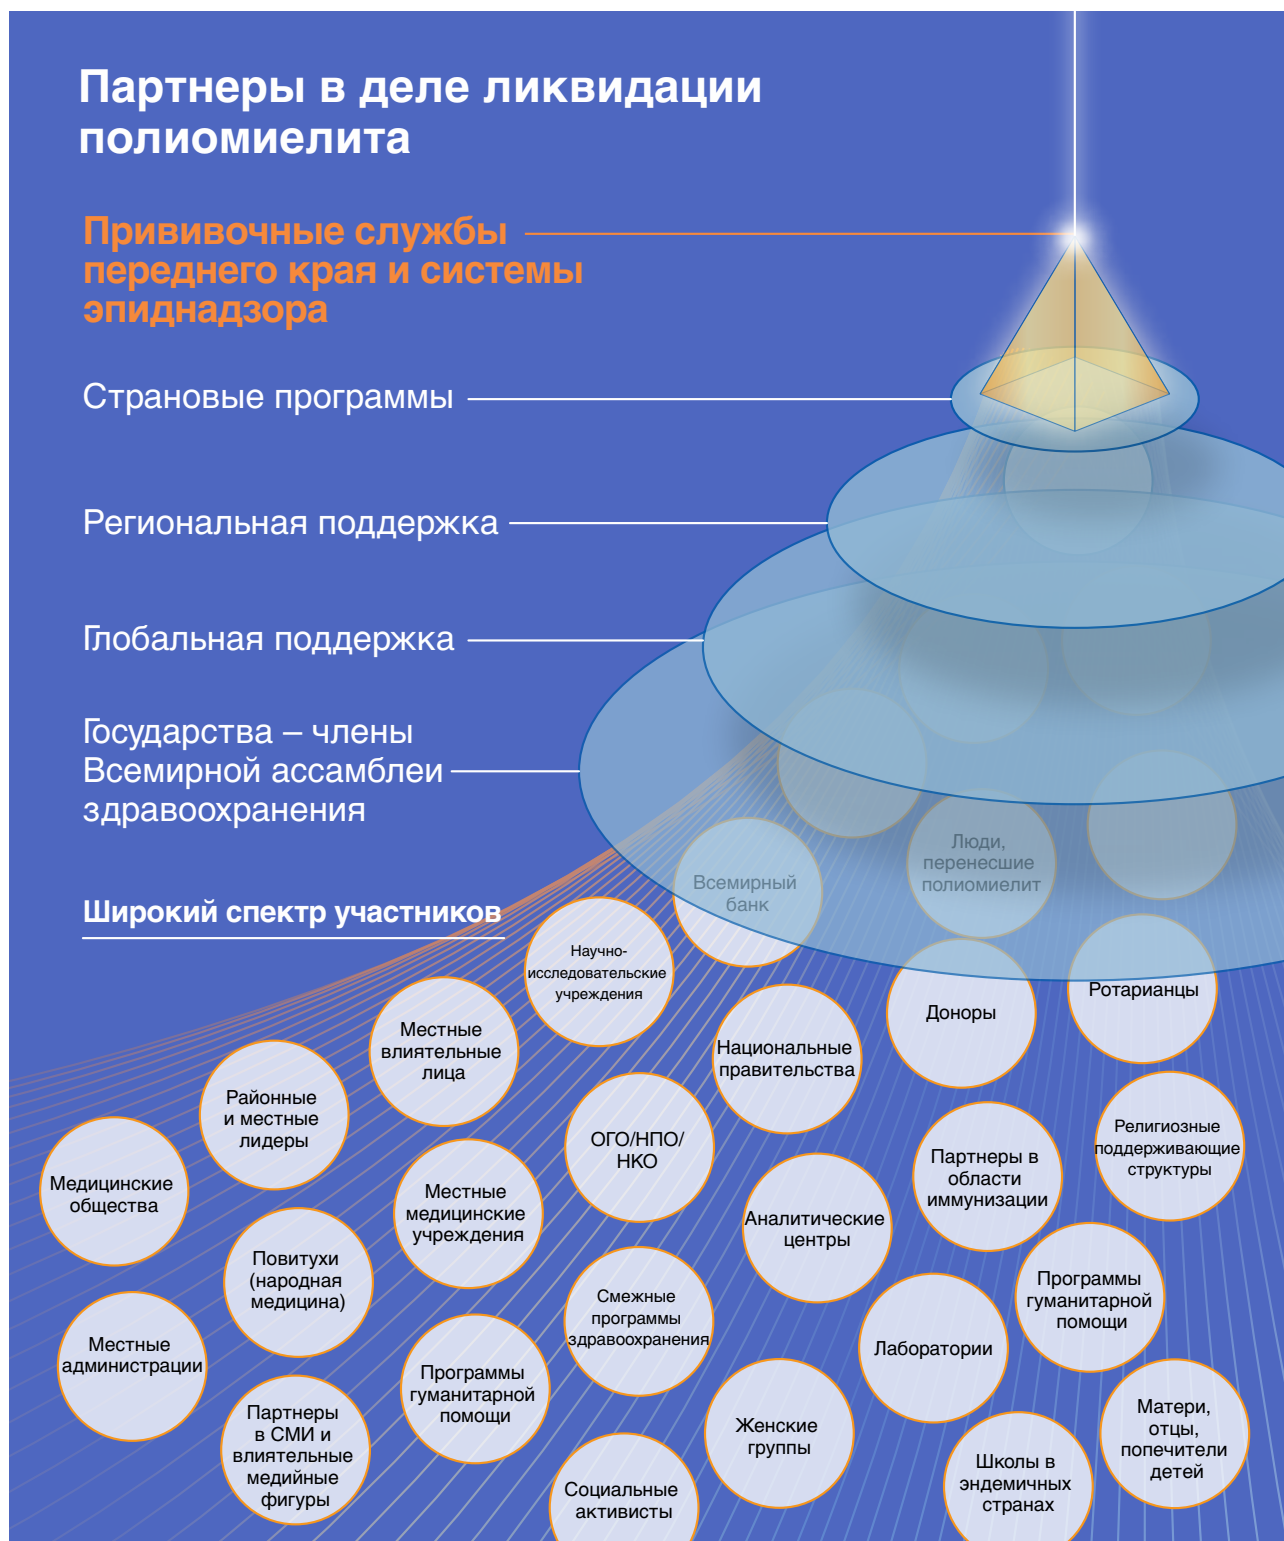 Партнеры в деле ликвидации
полиомиелита
Прививочные службы
переднего края и системы
эпиднадзора
Страновые программы
Региональная поддержка
Глобальная поддержка
Государства – члены
Всемирной ассамблеи
здравоохранения
Широкий спектр участников
Люди,
перенесшие
полиомиелит
Всемирный
банк
Научно-
исследовательские
учреждения
Ротарианцы
Доноры
Местные
влиятельные
лица
Национальные
правительства
Районные
и местные
лидеры
ОГО/НПО/
НКО
Религиозные
поддерживающие
структуры
Партнеры в
области
иммунизации
Медицинские
общества
Местные
медицинские
учреждения
Аналитические
центры
Повитухи
(народная
медицина)
Программы
гуманитарной
помощи
Смежные
программы
здравоохранения
Лаборатории
Местные
администрации
Программы
гуманитарной
помощи
Женские
группы
Матери,
отцы,
попечители
детей
Партнеры
в СМИ и
влиятельные
медийные
фигуры
Школы в
эндемичных
странах
Социальные
активисты